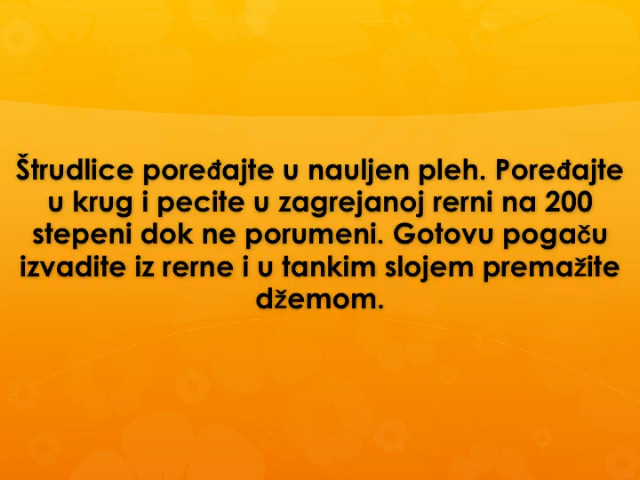 Štrudlice poređajte u nauljen pleh. Poređajte
u krug i pecite u zagrejanoj rerni na 200
stepeni dok ne porumeni. Gotovu pogaču
izvadite iz rerne i u tankim slojem premažite
džemom.